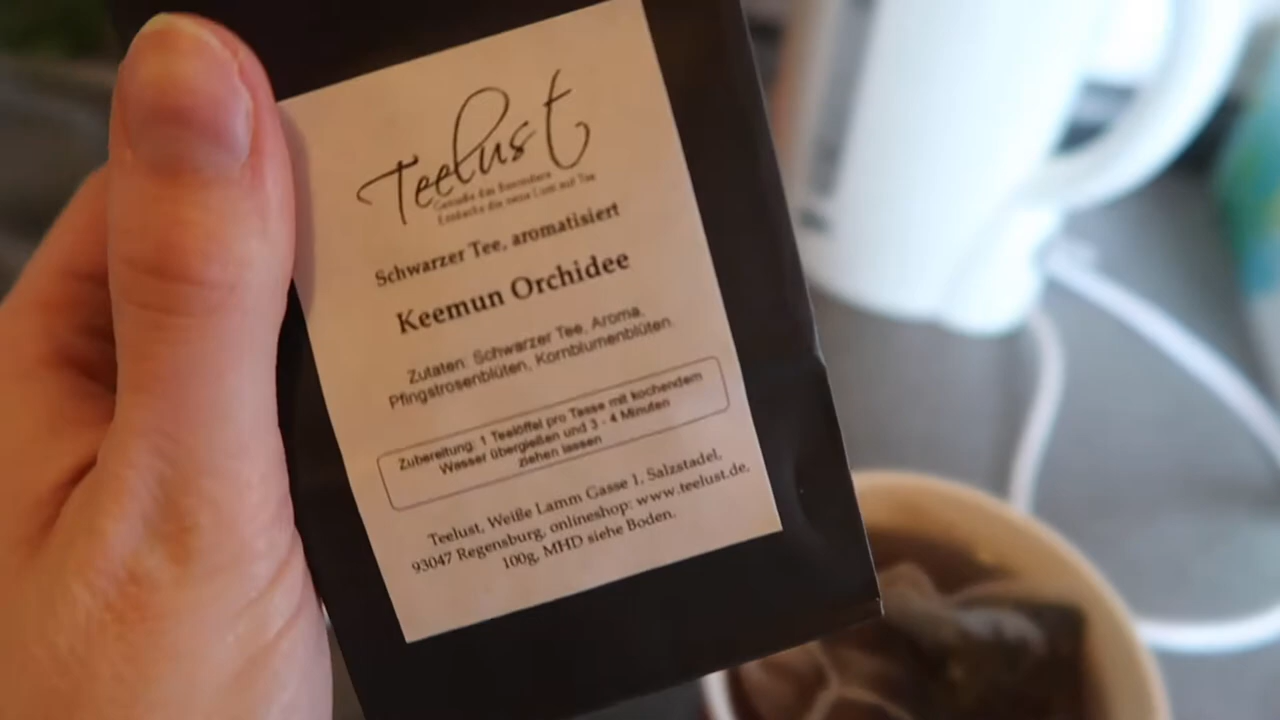 Teelust
Genieße das Besondere
Entdecke die neue Lust auf Tee
Schwarzer Tee, aromatisiert
Keemun Orchidee
Zutaten: Schwarzer Tee, Aroma,
Pfingstrosenblüten, Kornblumenblüten
Zubereitung: 1 Teelöffel pro Tasse mit kochendem
Wasser übergießen und 3 - 4 Minuten
ziehen lassen
Teelust, Weiße Lamm Gasse 1, Salzstadel,
93047 Regensburg, onlineshop: www.teelust.de,
100g, MHD siehe Boden.